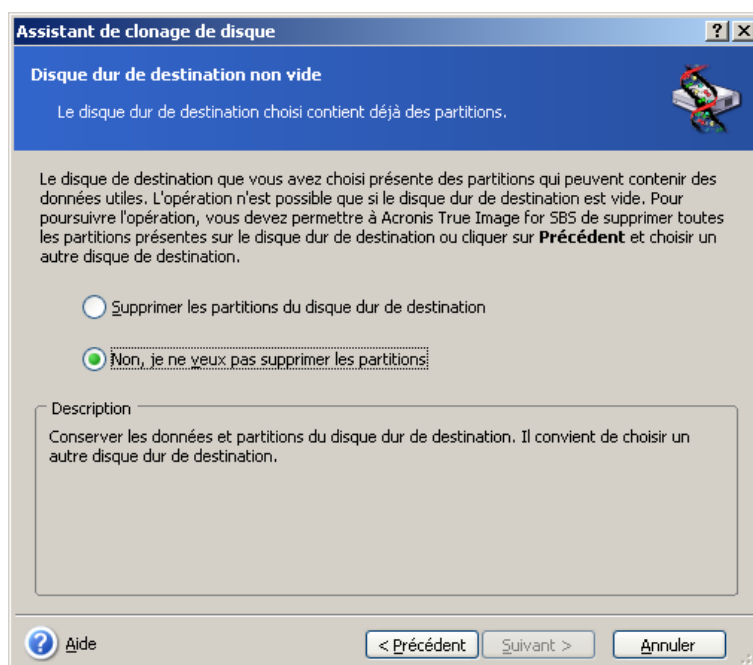 Assistant de clonage de disque
Disque dur de destination non vide
Le disque dur de destination choisi contient déjà des partitions.
Le disque de destination que vous avez choisi présente des partitions qui peuvent contenir des
données utiles. L'opération n'est possible que si le disque dur de destination est vide. Pour
poursuivre l'opération, vous devez permettre à Acronis True Image for SBS de supprimer toutes
les partitions présentes sur le disque dur de destination ou cliquer sur Précédent et choisir un
autre disque de destination.
Supprimer les partitions du disque dur de destination
Non, je ne veux pas supprimer les partitions
Description
Conserver les données et partitions du disque dur de destination. Il convient de choisir un
autre disque dur de destination.
Aide
< Précédent
Suivant >
Annuler